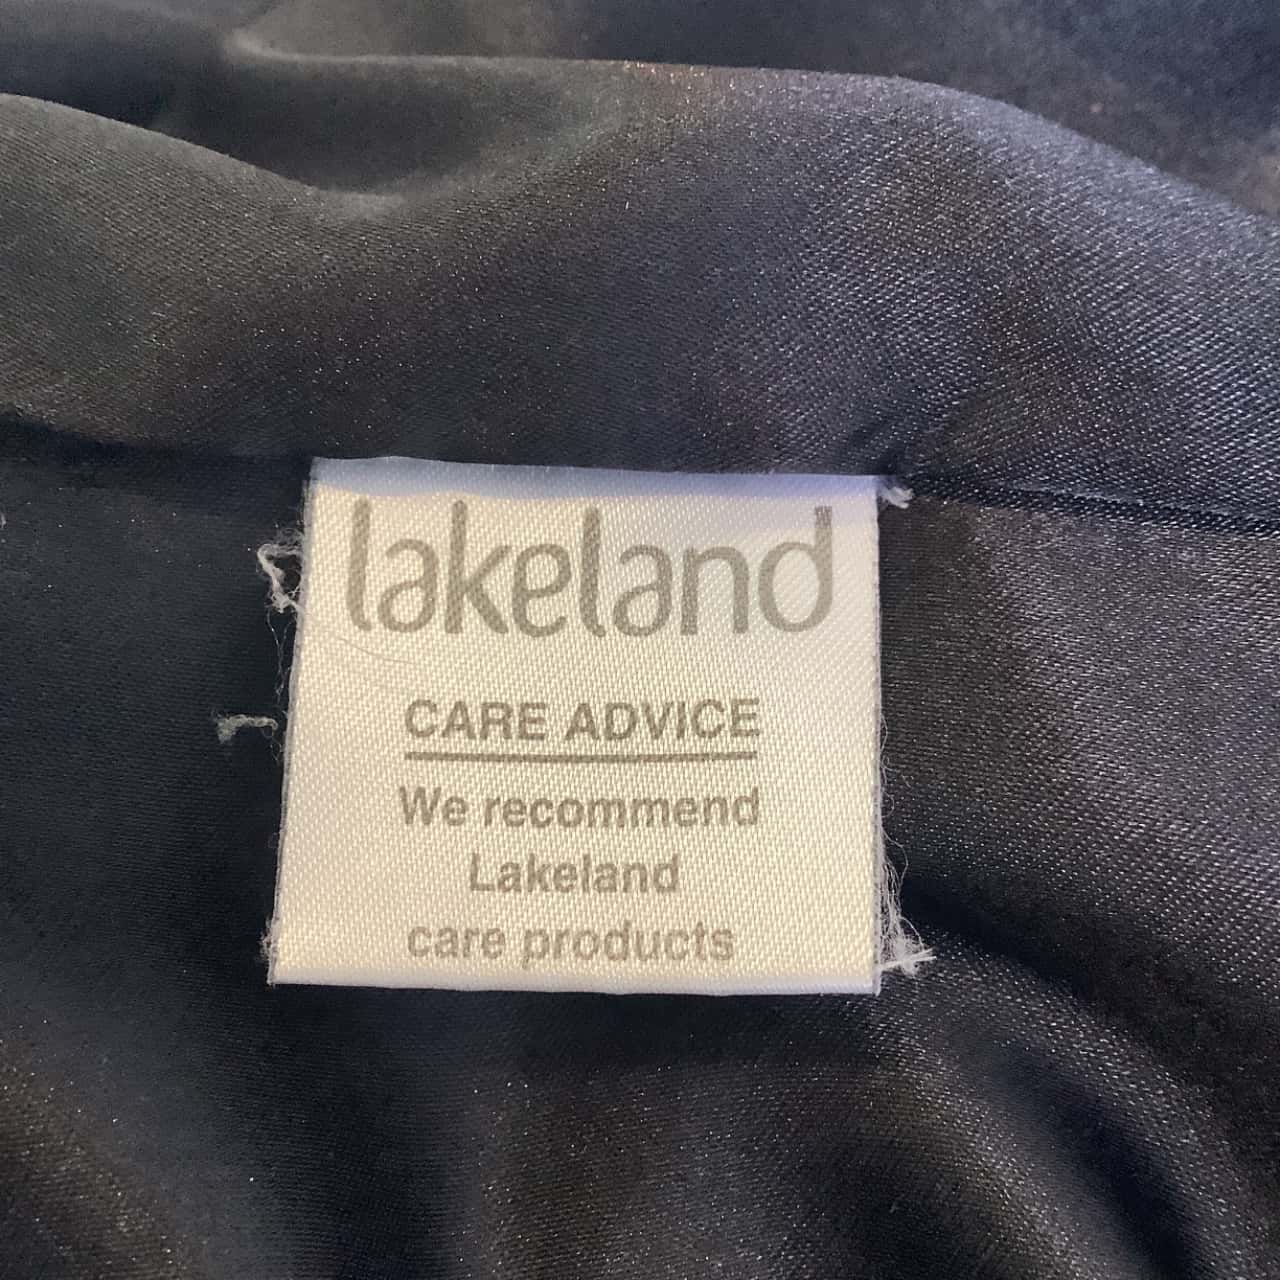 lakeland
CARE ADVICE
We recommend
Lakeland
care products